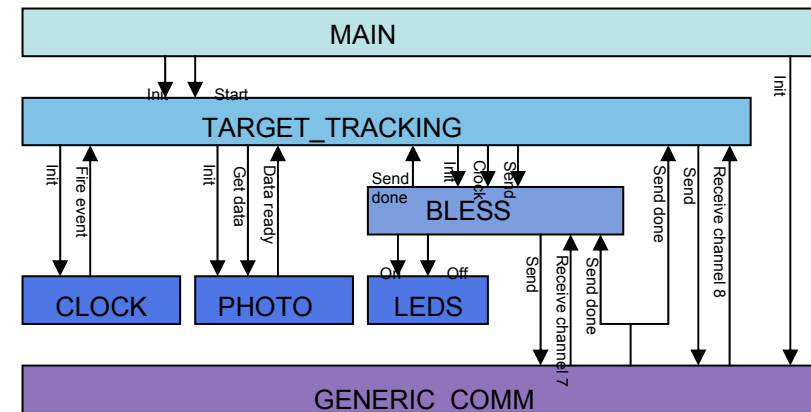 MAIN
Init
Start
Init
TARGET_TRACKING
Init
Fire event
Init
Get data
Data ready
Send
done
Init
Clock
Send
BLESS
On
Off
Send
Receive channel 7
Send done
Send done
Send
Receive channel 8
CLOCK
PHOTO
LEDS
GENERIC_COMM